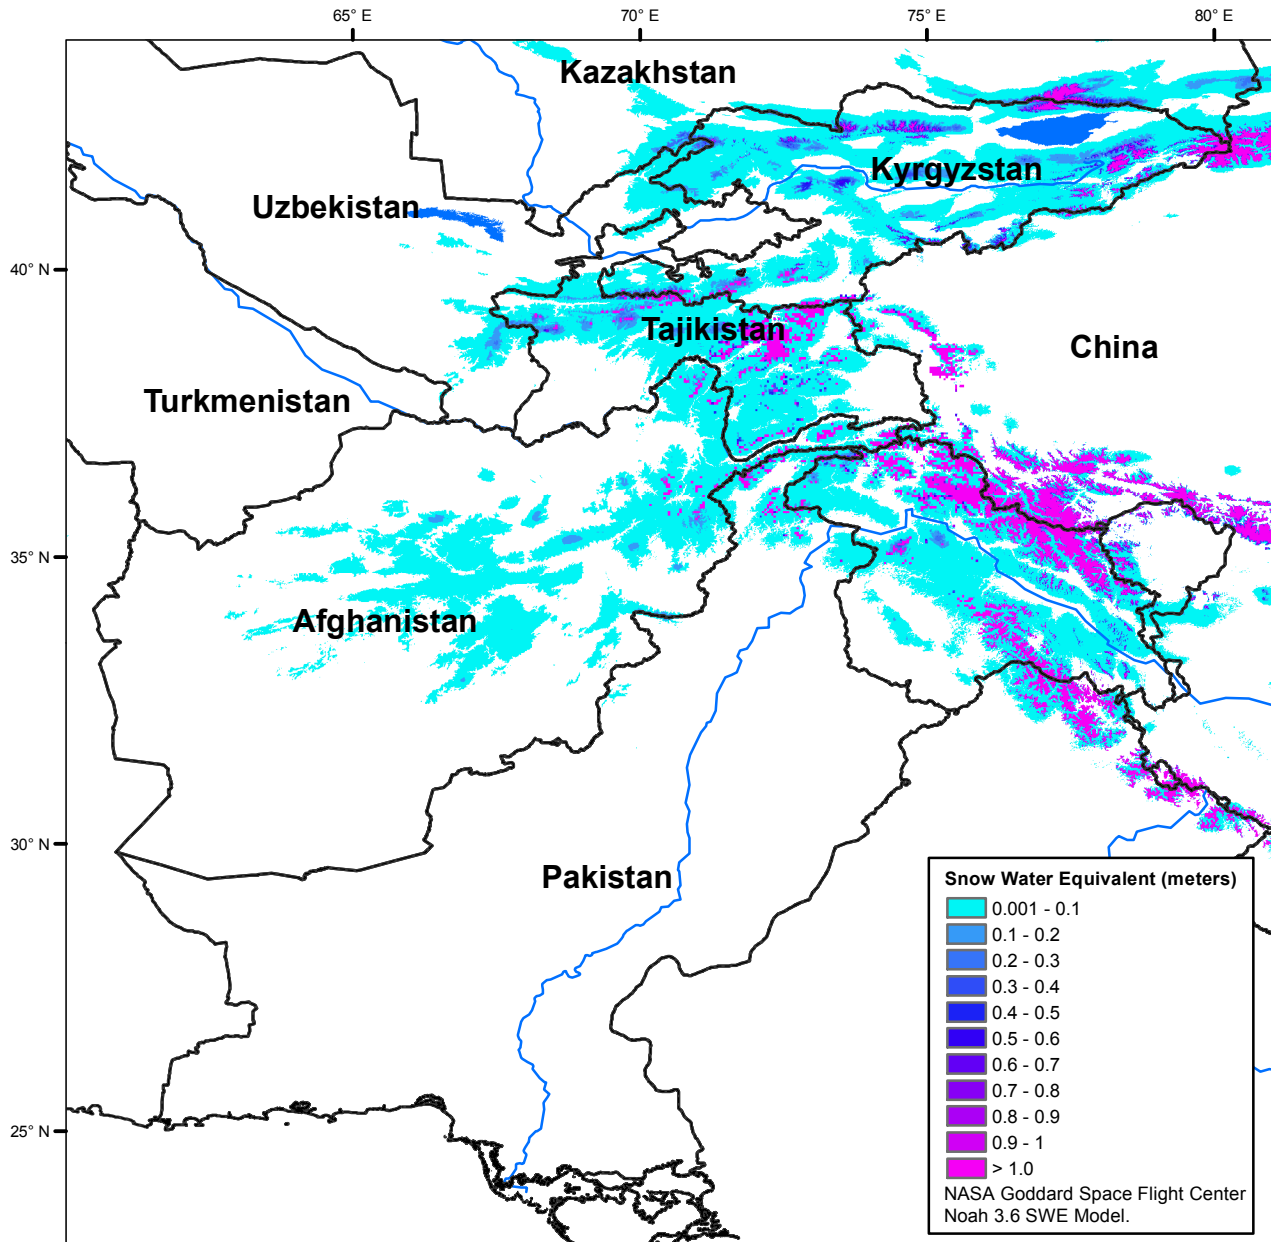 65° E
70° E
75° E
80° E
Kazakhstan
Kyrgyzstan
Uzbekistan
40° N
Tajikistan
China
Turkmenistan
35° N
Afghanistan
30° N
Pakistan
25° N
Snow Water Equivalent (meters)
0.001 - 0.1
0.1 - 0.2
0.2 - 0.3
0.3 - 0.4
0.4 - 0.5
0.5 - 0.6
0.6 - 0.7
0.7 - 0.8
0.8 - 0.9
0.9 - 1
> 1.0
NASA Goddard Space Flight Center
Noah 3.6 SWE Model.